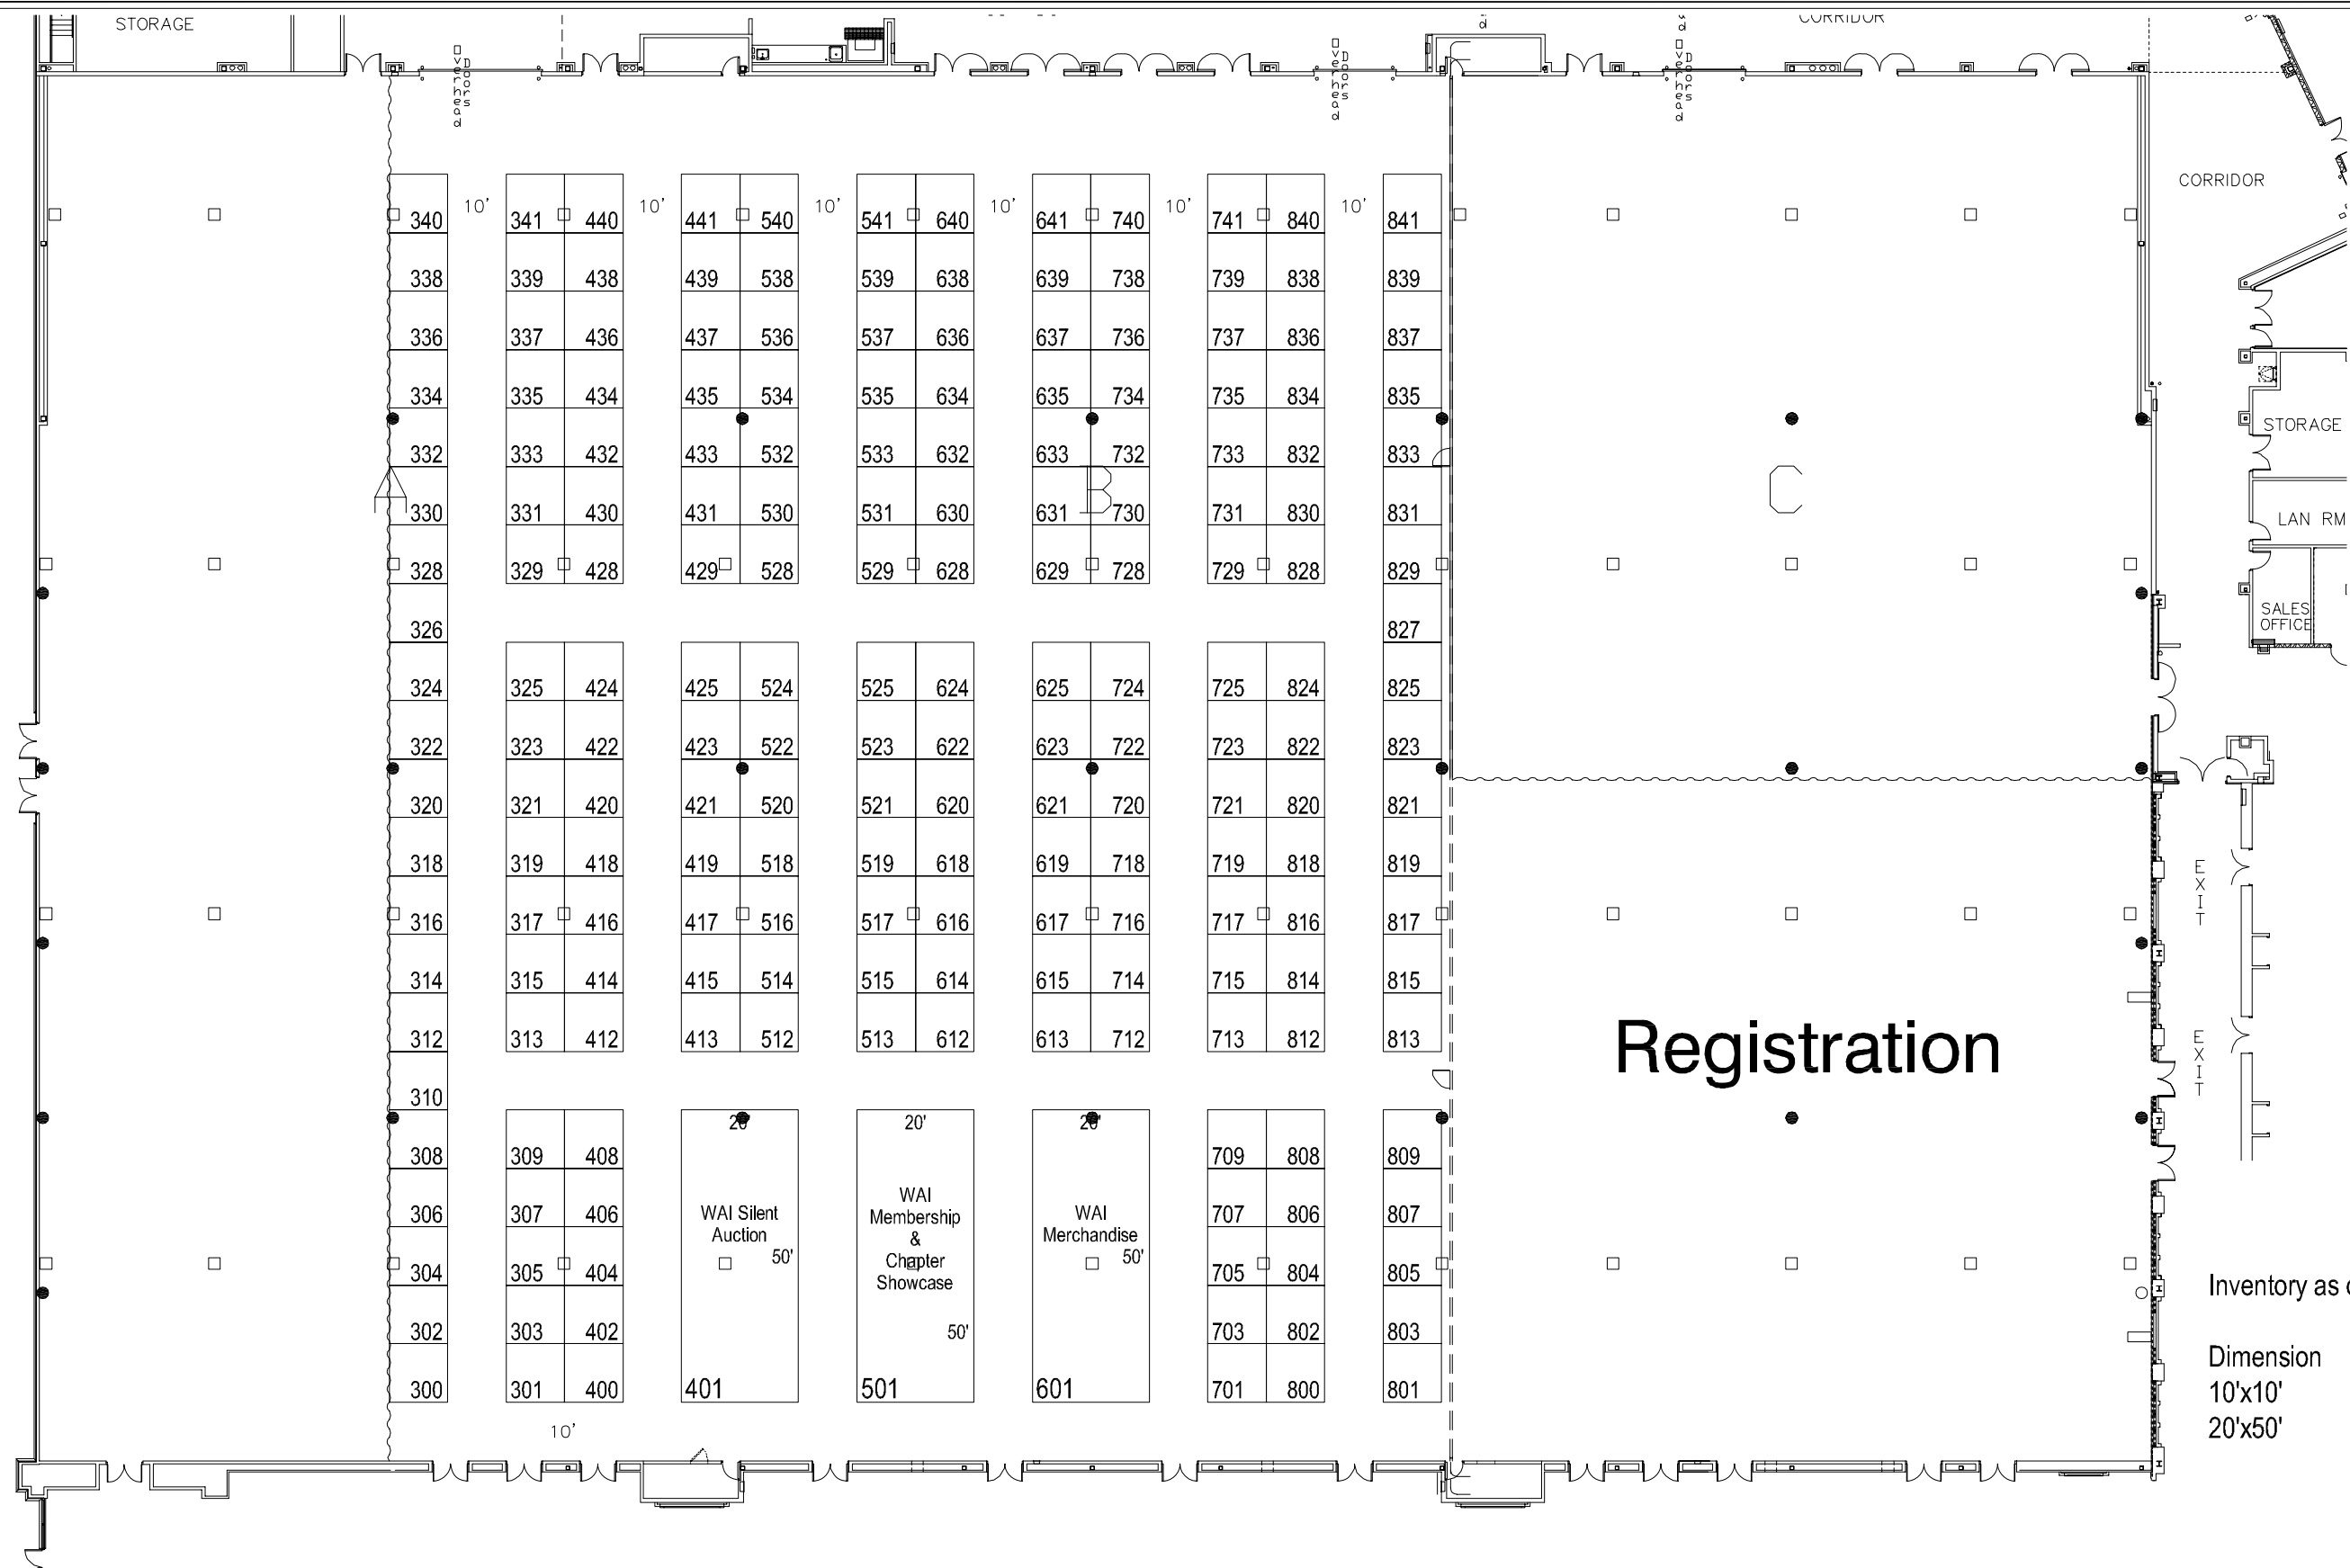 STORAGE
CORRIDOR
Overhead
Doors
Overhead
Doors
Overhead
Doors
CORRIDOR
10' 10' 10' 10' 10' 10'
340 341 440 441 540 541 640 641 740 741 840 841
338 339 438 439 538 539 638 639 738 739 838 839
336 337 436 437 536 537 636 637 736 737 836 837
334 335 434 435 534 535 634 635 734 735 834 835
332 333 432 433 532 533 632 633 732 733 832 833
A B C
330 331 430 431 530 531 630 631 730 731 830 831
328 329 428 429 528 529 628 629 728 729 828 829
326 827
324 325 424 425 524 525 624 625 724 725 824 825
322 323 422 423 522 523 622 623 722 723 822 823
320 321 420 421 520 521 620 621 720 721 820 821
318 319 418 419 518 519 618 619 718 719 818 819
316 317 416 417 516 517 616 617 716 717 816 817
314 315 414 415 514 515 614 615 714 715 814 815
312 313 412 413 512 513 612 613 712 713 812 813
310
308 309 408 709 808 809
306 307 406 707 806 807
304 305 404 705 804 805
302 303 402 703 802 803
300 301 400 401 501 601 701 800 801
20'
WAI Silent
Auction
50'
20'
WAI
Membership
&
Chapter
Showcase
50'
20'
WAI
Merchandise
50'
10'
Registration
STORAGE
LAN RM
SALES
OFFICE
EXIT
EXIT
Inventory as
Dimension
10'x10'
20'x50'